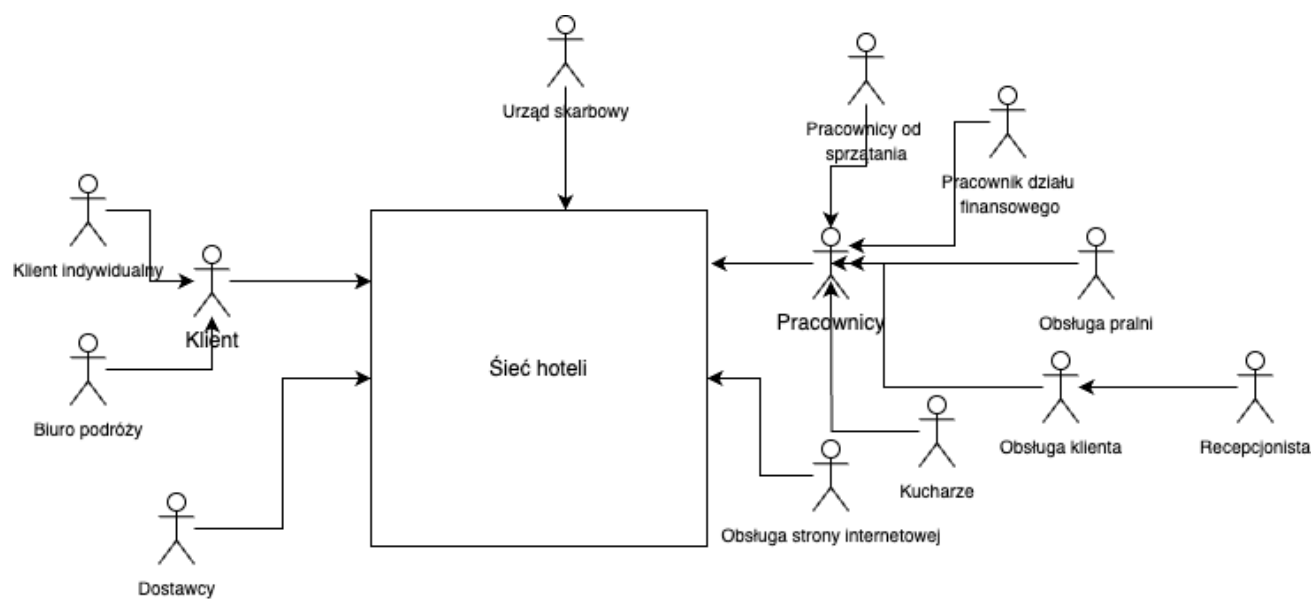 Urząd skarbowy
Pracownicy od
sprzątania
Pracownik działu
finansowego
Klient indywidualny
Klient
Pracownicy
Obsługa pralni
Śieć hoteli
Biuro podróży
Obsługa klienta
Recepcjonista
Kucharze
Obsługa strony internetowej
Dostawcy